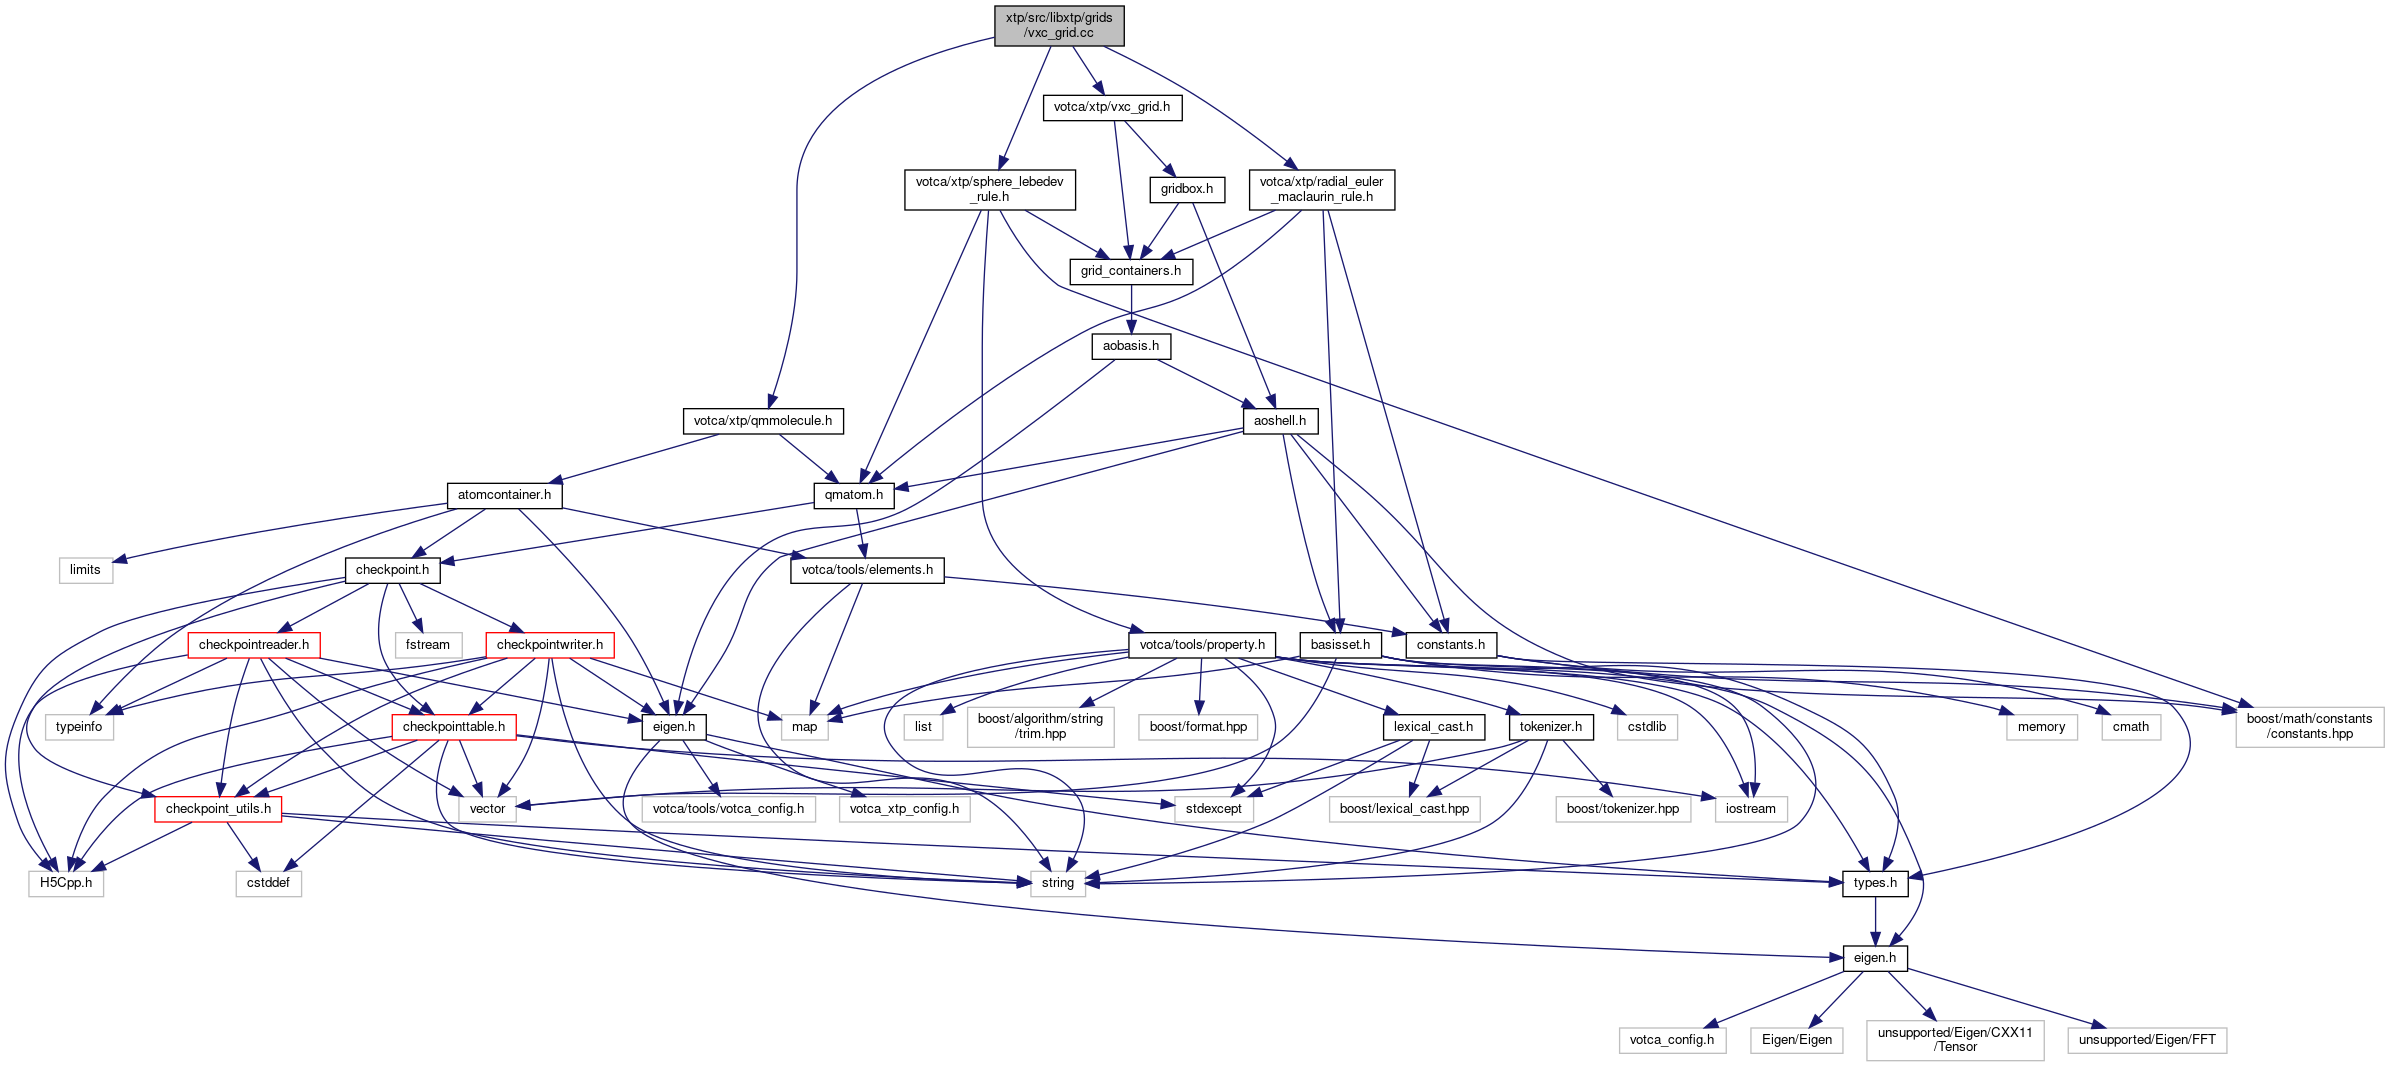 xtp/src/libxtp/grids
/vxc_grid.cc
votca/xtp/vxc_grid.h
votca/xtp/sphere_lebedev
_rule.h
gridbox.h
votca/xtp/radial_euler
_maclaurin_rule.h
grid_containers.h
aobasis.h
votca/xtp/qmmolecule.h
aoshell.h
atomcontainer.h
qmatom.h
limits
checkpoint.h
votca/tools/elements.h
checkpointreader.h
fstream
checkpointwriter.h
votca/tools/property.h
basisset.h
constants.h
typeinfo
checkpointtable.h
eigen.h
map
list
boost/algorithm/string
/trim.hpp
boost/format.hpp
lexical_cast.h
tokenizer.h
cstdlib
memory
cmath
boost/math/constants
/constants.hpp
checkpoint_utils.h
vector
votca/tools/votca_config.h
votca_xtp_config.h
stdexcept
boost/lexical_cast.hpp
boost/tokenizer.hpp
iostream
H5Cpp.h
cstddef
string
types.h
eigen.h
votca_config.h
Eigen/Eigen
unsupported/Eigen/CXX11
/Tensor
unsupported/Eigen/FFT